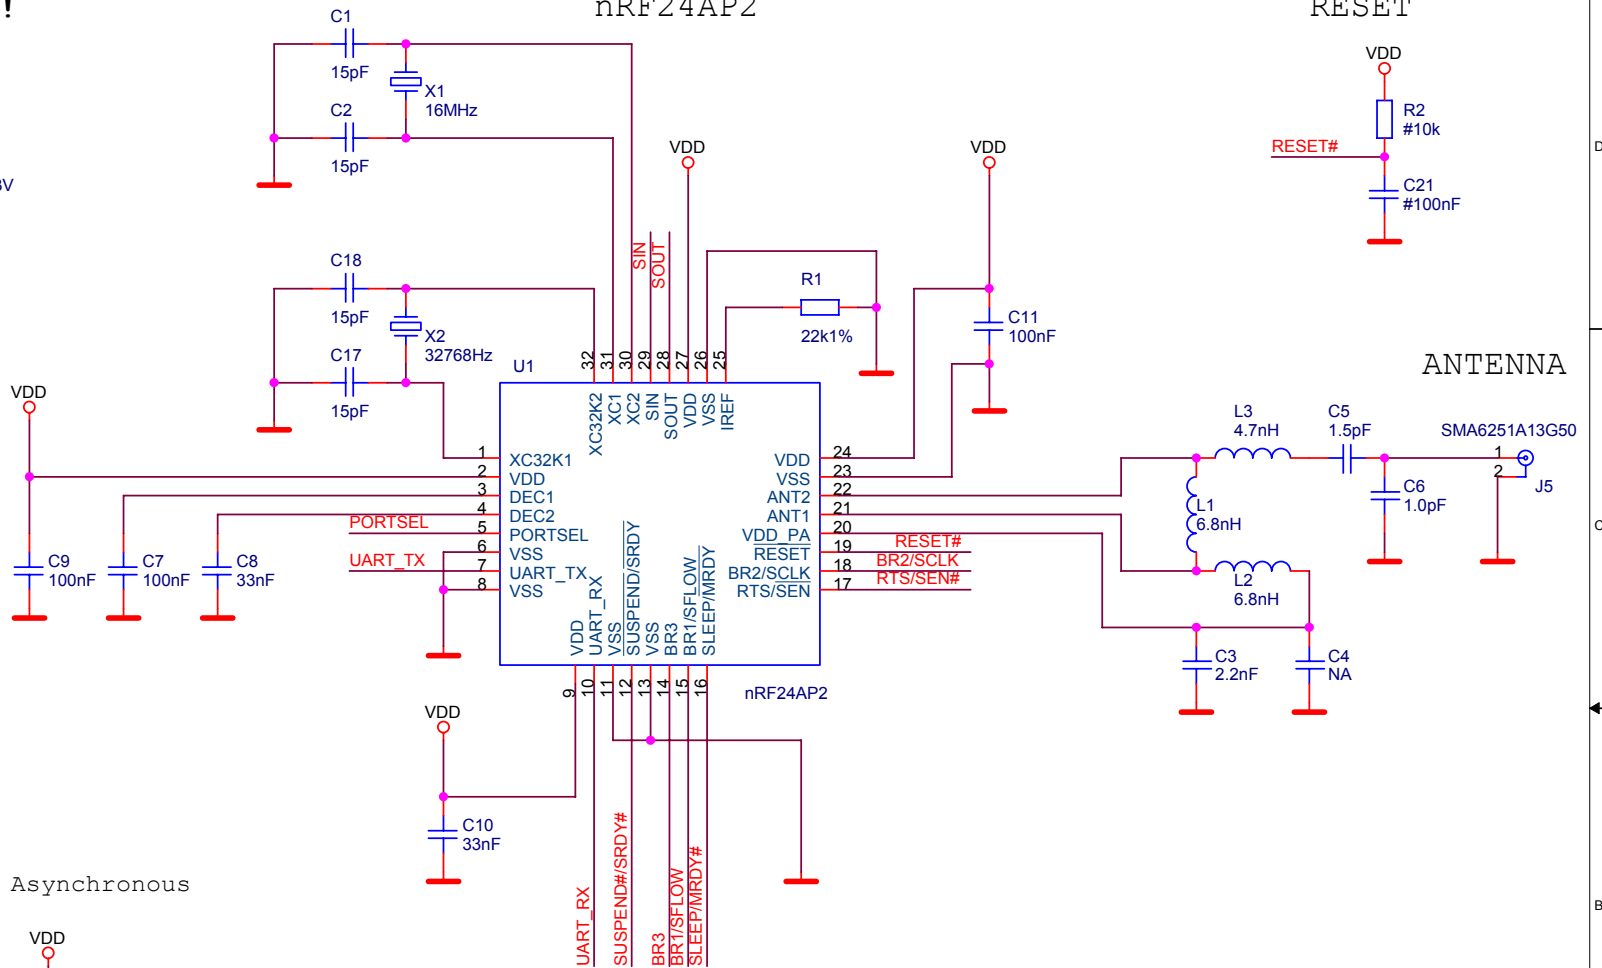 !
nRF24AP2
RESET
C1
15pF
X1
16MHz
C2
15pF
VDD
R2
#10k
RESET#
C21
#100nF
D
VDD
VDD
C18
15pF
X2
32768Hz
C17
15pF
SIN
SOUT
R1
22k1%
C11
100nF
U1
32
31
30
29
28
27
26
25
XC32K2
XC1
XC2
SIN
SOUT
VDD
VSS
IREF
ANTENNA
VDD
1 XC32K1
2 VDD
3 DEC1
4 DEC2
PORTSEL 5 PORTSEL
6 VSS
UART_TX 7 UART_TX
8 VSS
VDD 24
VSS 23
ANT2 22
ANT1 21
VDD_PA 20
RESET 19 RESET#
BR2/SCLK 18 BR2/SCLK
RTS/SEN 17 RTS/SEN#
L3
4.7nH
C5
1.5pF
SMA6251A13G50
1
2
J5
C6
1.0pF
L1
6.8nH
L2
6.8nH
C
C3
2.2nF
C4
NA
C9
100nF
C7
100nF
C8
33nF
VDD
UART_RX
VSS
SUSPEND/SRDY
VSS
BR3
BR1/SFLOW
SLEEP/MRDY
9
10
11
12
13
14
15
16
nRF24AP2
VDD
C10
33nF
UART_RX
SUSPEND#/SRDY#
BR3
BR1/SFLOW
SLEEP/MRDY#
Asynchronous
B
VDD